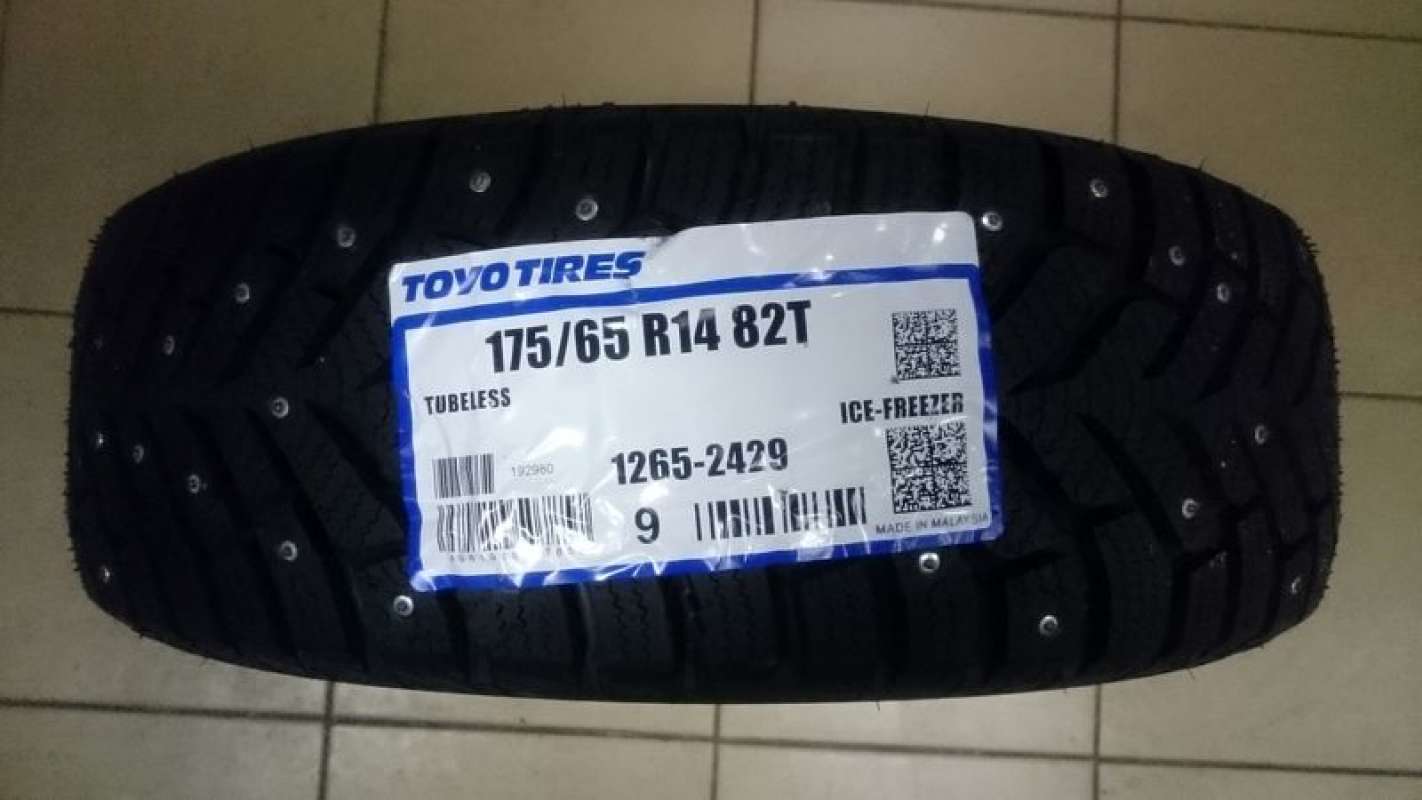 TOYO TIRES
175/65 R14 82T
TUBELESS
ICE-FREEZER
192980
1265-2429
9
MADE IN MALAYSIA